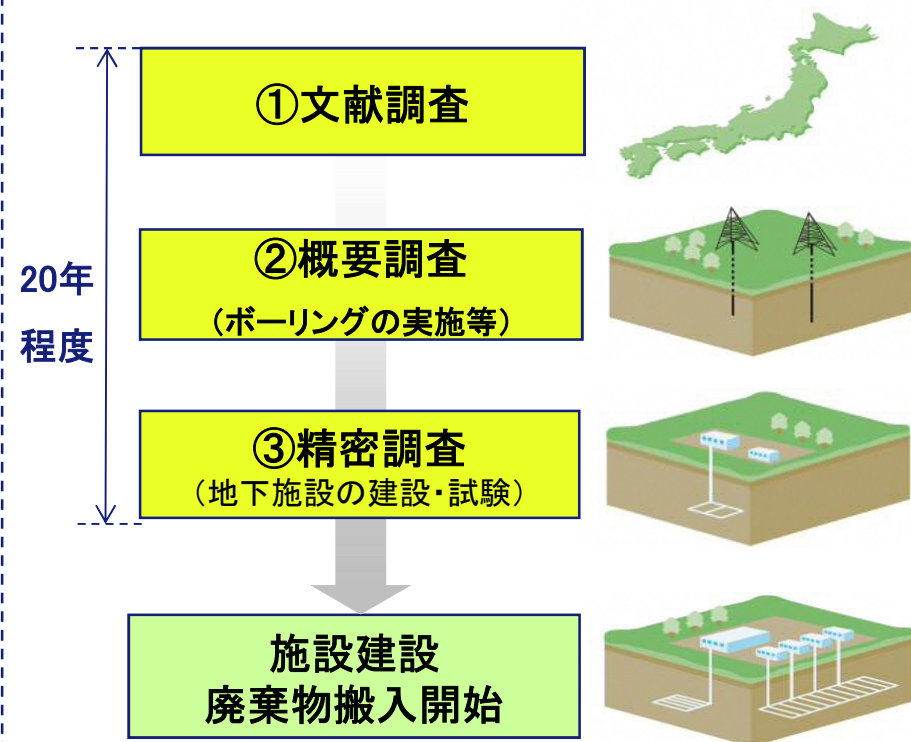 ①文献調査
②概要調査
(ボーリングの実施等)
20年
程度
③精密調査
(地下施設の建設・試験)
施設建設
廃棄物搬入開始